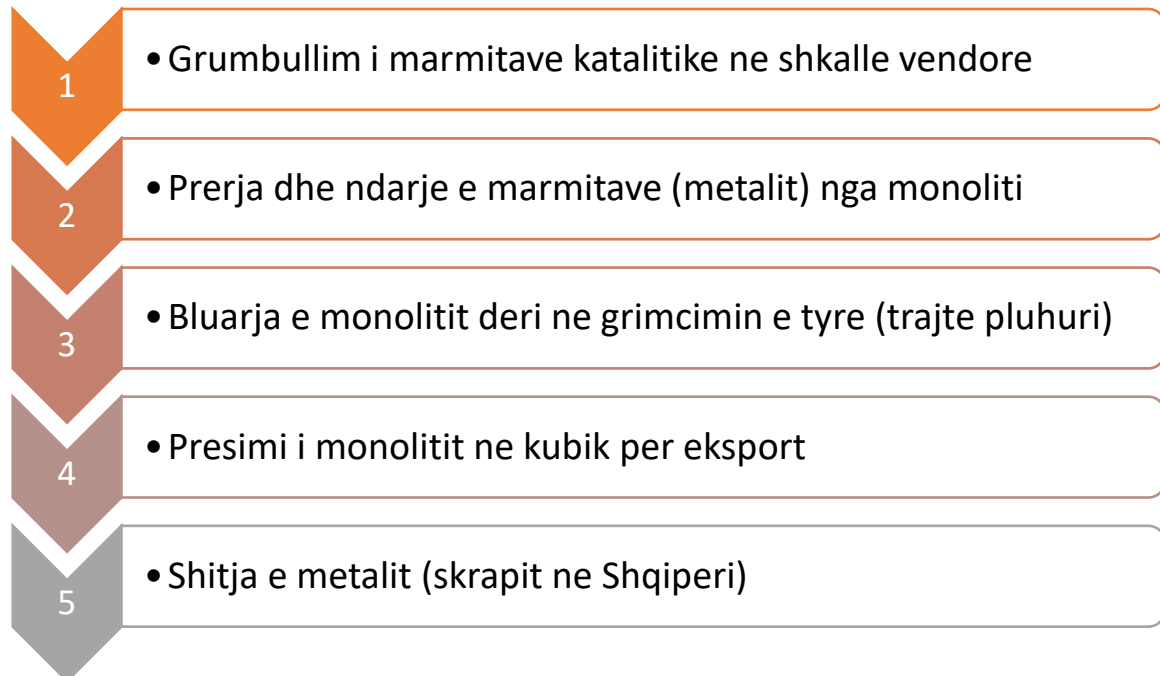 1
• Grumbullim i marmitave katalitike ne shkalle vendore
2
• Prerja dhe ndarje e marmitave (metalit) nga monoliti
3
• Bluarja e monolitit deri ne grimcimin e tyre (trajte pluhuri)
4
• Presimi i monolitit ne kubik per eksport
5
• Shitja e metalit (skrapit ne Shqiperi)